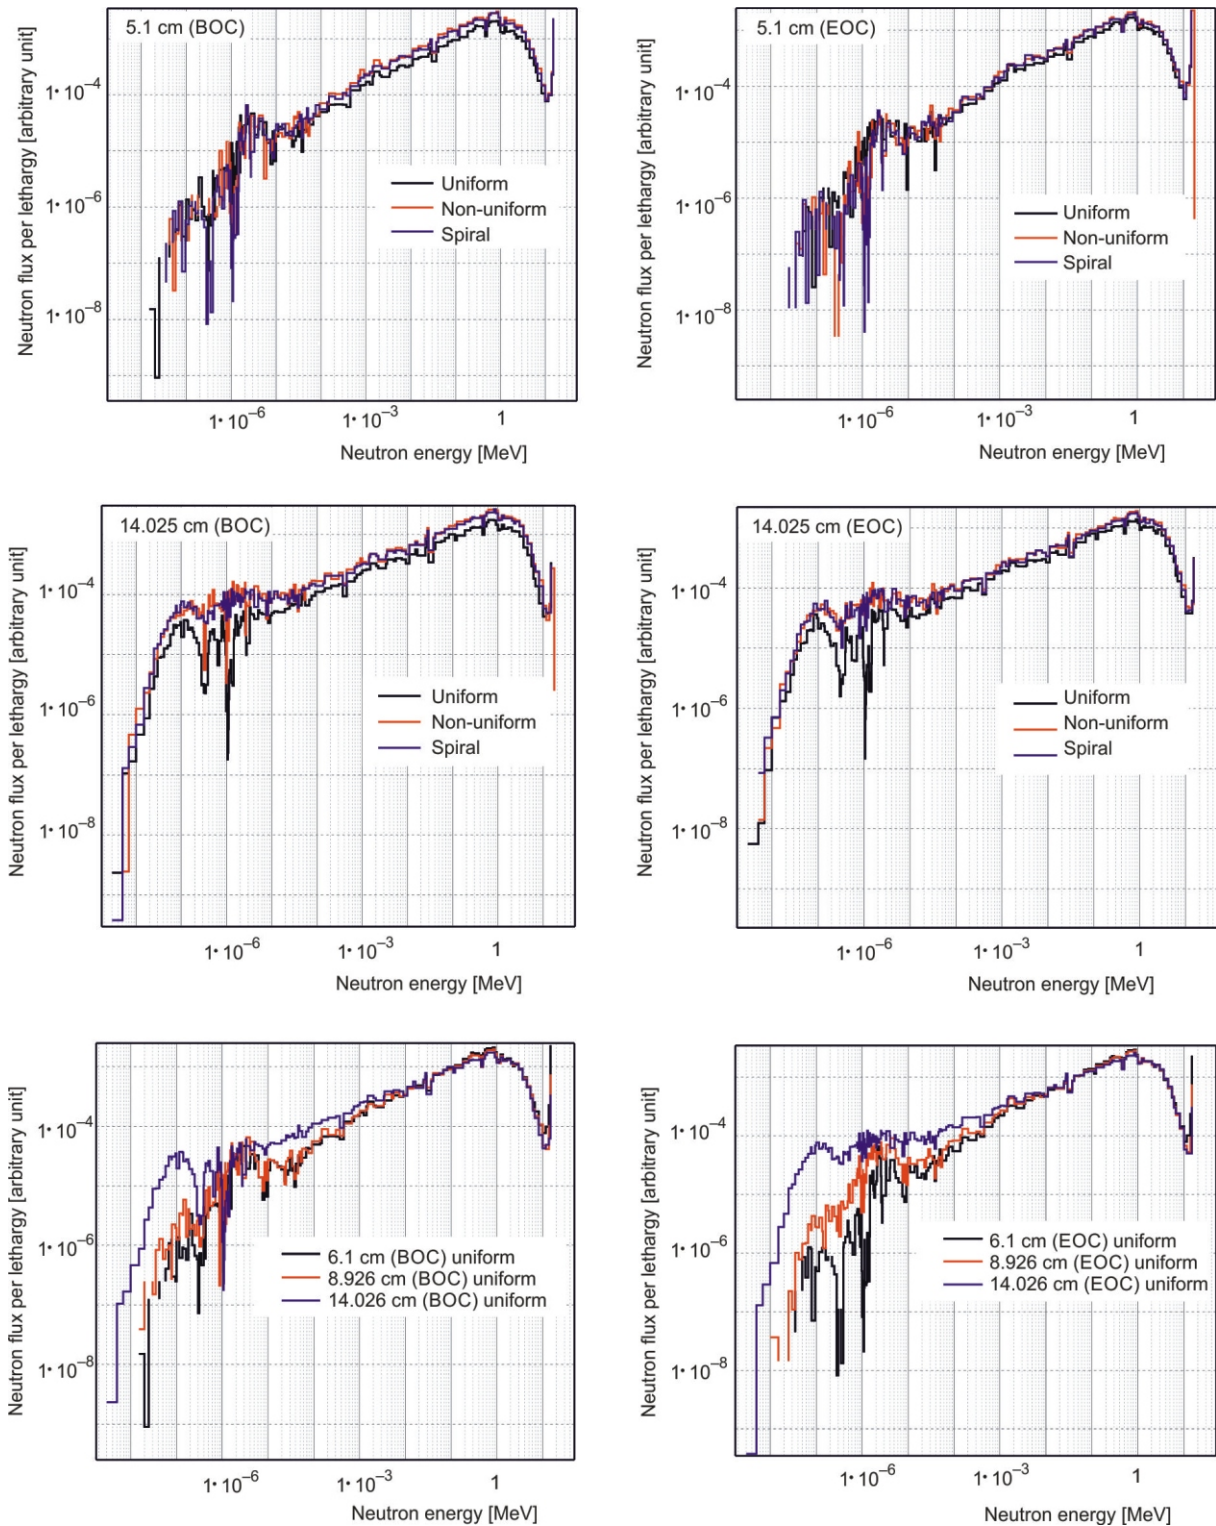 5.1 cm (BOC)
Neutron flux per lethargy [arbitrary unit]
1·10⁻⁴
1·10⁻⁶
1·10⁻⁸
Uniform
Non-uniform
Spiral
1·10⁻⁶ 1·10⁻³ 1
Neutron energy [MeV]
5.1 cm (EOC)
Neutron flux per lethargy [arbitrary unit]
1·10⁻⁴
1·10⁻⁶
1·10⁻⁸
Uniform
Non-uniform
Spiral
1·10⁻⁶ 1·10⁻³ 1
Neutron energy [MeV]
14.025 cm (BOC)
Neutron flux per lethargy [arbitrary unit]
1·10⁻⁴
1·10⁻⁶
1·10⁻⁸
Uniform
Non-uniform
Spiral
1·10⁻⁶ 1·10⁻³ 1
Neutron energy [MeV]
14.025 cm (EOC)
Neutron flux per lethargy [arbitrary unit]
1·10⁻⁴
1·10⁻⁶
1·10⁻⁸
Uniform
Non-uniform
Spiral
1·10⁻⁶ 1·10⁻³ 1
Neutron energy [MeV]
Neutron flux per lethargy [arbitrary unit]
1·10⁻⁴
1·10⁻⁶
1·10⁻⁸
6.1 cm (BOC) uniform
8.926 cm (BOC) uniform
14.026 cm (BOC) uniform
1·10⁻⁶ 1·10⁻³ 1
Neutron energy [MeV]
Neutron flux per lethargy [arbitrary unit]
1·10⁻⁴
1·10⁻⁶
1·10⁻⁸
6.1 cm (EOC) uniform
8.926 cm (EOC) uniform
14.026 cm (EOC) uniform
1·10⁻⁶ 1·10⁻³ 1
Neutron energy [MeV]